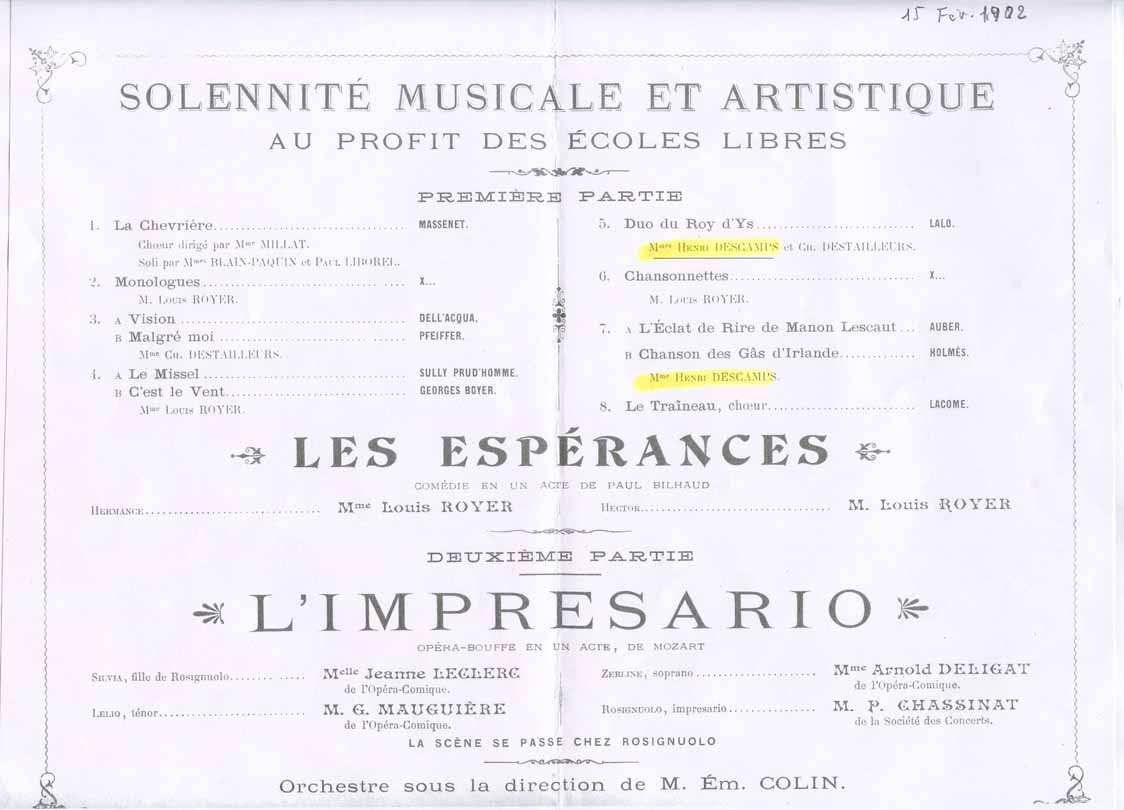 15 Fév. 1902
SOLENNITÉ MUSICALE ET ARTISTIQUE
AU PROFIT DES ÉCOLES LIBRES
PREMIÈRE PARTIE
1. La Chevrière........................................ MASSENET.
Chœur dirigé par Mme MILLAT.
Soli par Mmes BLAIN-PAQUIN et PAUL LIBOREL.
2. Monologues........................................ X...
M. Louis ROYER.
3. A Vision ........................................ DELL'ACQUA.
B Malgré moi ........................................ PFEIFFER.
Mme CH. DESTAILLEURS.
4. A Le Missel ........................................ SULLY PRUD'HOMME.
B C'est le Vent........................................ GEORGES BOYER.
Mme Louis ROYER.
5. Duo du Roy d'Ys ........................................ LALO.
Mmes HENRI DESCAMPS et CH. DESTAILLEURS.
6. Chansonnettes........................................ X...
M. Louis ROYER.
7. A L'Éclat de Rire de Manon Lescaut ... AUBER.
B Chanson des Gâs d'Irlande............. HOLMÈS.
Mme HENRI DESCAMPS.
8. Le Traîneau, chœur........................ LACOME.
LES ESPÉRANCES
COMÉDIE EN UN ACTE DE PAUL BILHAUD
HERMANCE.............................. Mme Louis ROYER
HECTOR.............................. M. Louis ROYER
DEUXIÈME PARTIE
L'IMPRESARIO
OPÉRA-BOUFFE EN UN ACTE, DE MOZART
SILVIA, fille de Rosignuolo............ Melle Jeanne LECLERC
de l'Opéra-Comique.
LELIO, ténor.............................. M. G. MAUGUIÈRE
de l'Opéra-Comique.
ZERLINE, soprano........................ Mme Arnold DELIGAT
de l'Opéra-Comique.
ROSIGNUOLO, impresario............... M. P. CHASSINAT
de la Société des Concerts.
LA SCÈNE SE PASSE CHEZ ROSIGNUOLO
Orchestre sous la direction de M. Ém. COLIN.